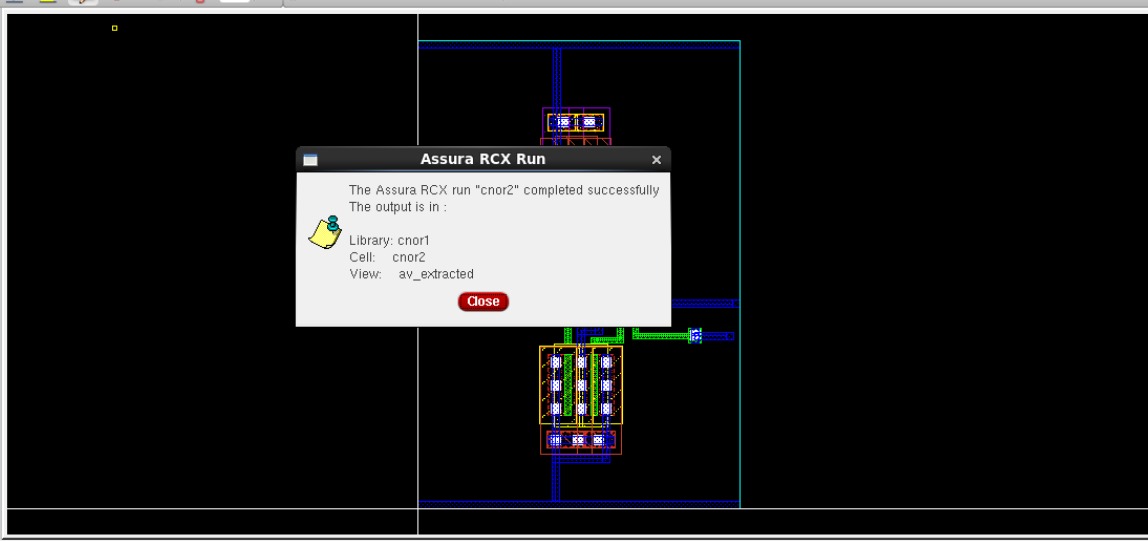 Assura RCX Run
The Assura RCX run "cnor2" completed successfully
The output is in :
Library: cnor1
Cell: cnor2
View: av_extracted
Close